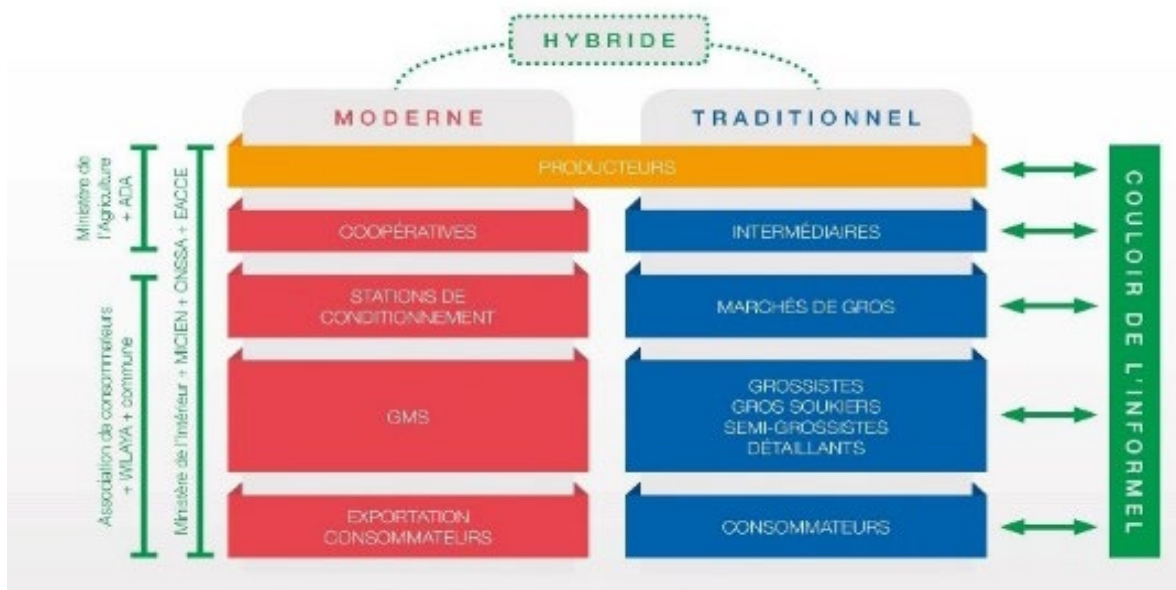 HYBRIDE
MODERNE
TRADITIONNEL
PRODUCTEURS
COOPÉRATIVES
INTERMÉDIAIRES
STATIONS DE
CONDITIONNEMENT
MARCHÉS DE GROS
GMS
GROSSISTES
GROS SOUKIERS
SEMI-GROSSISTES
DÉTAILLANTS
EXPORTATION
CONSOMMATEURS
CONSOMMATEURS
Ministère de
l'Agriculture
+ ADA
Association de consommateurs
+ WILAYA + commune
Ministère de l'Intérieur + MICIEN + ONSSA + EACCE
COULOIR DE L'INFORMEL